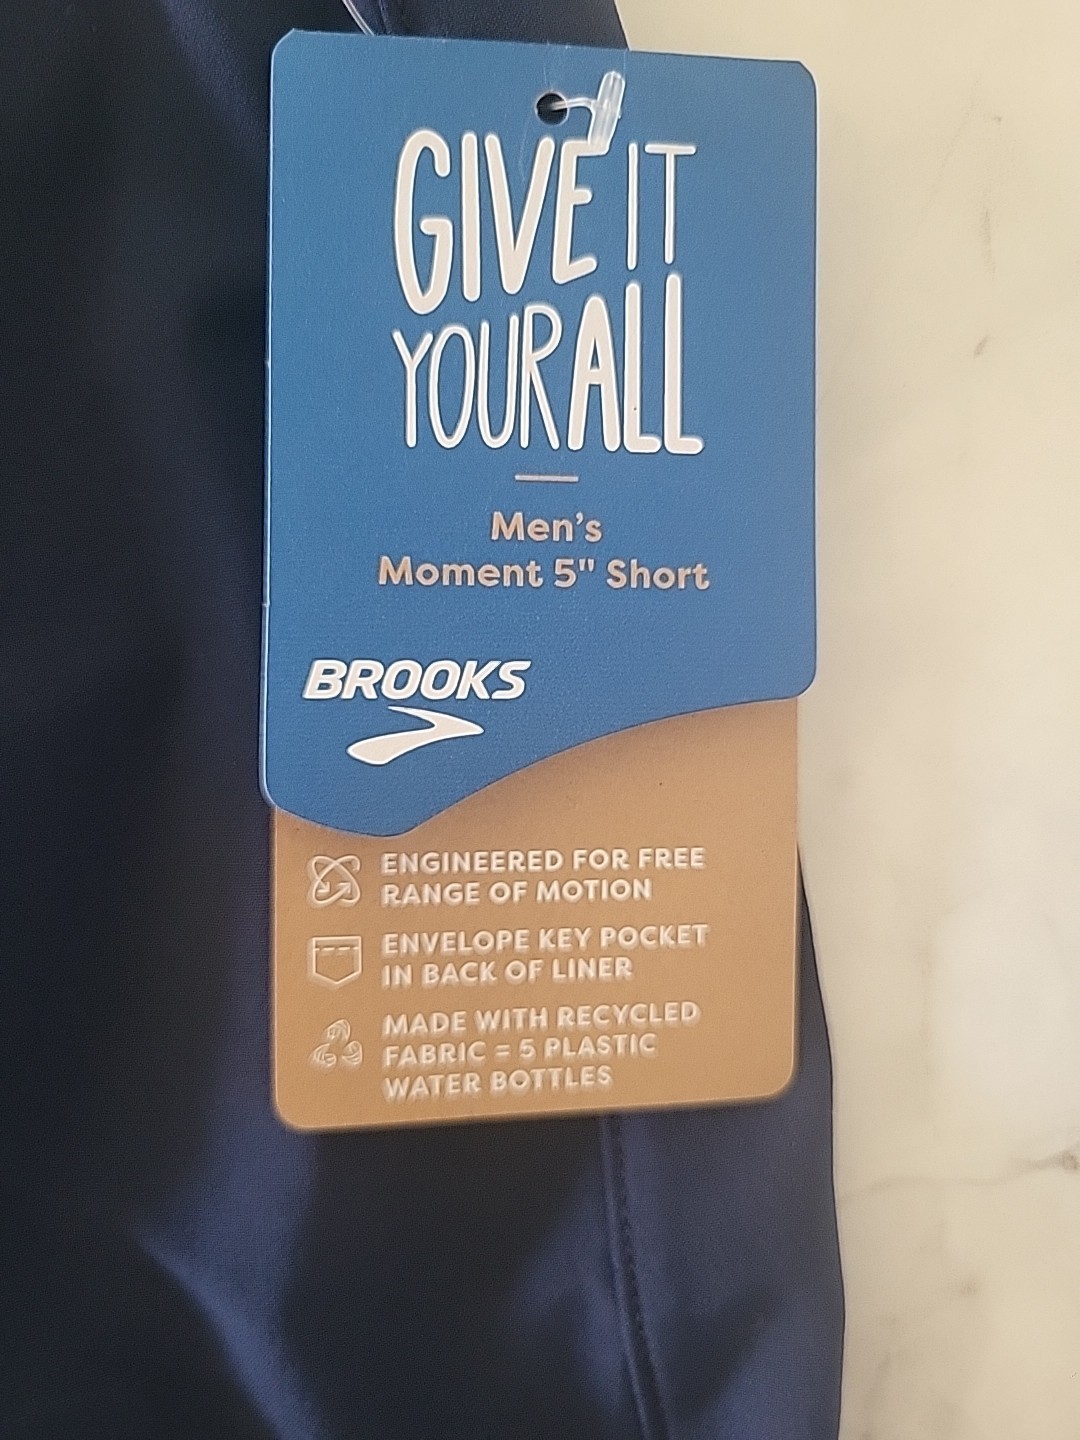 GIVE IT
YOUR ALL
Men's
Moment 5" Short
BROOKS
ENGINEERED FOR FREE
RANGE OF MOTION
ENVELOPE KEY POCKET
IN BACK OF LINER
MADE WITH RECYCLED
FABRIC = 5 PLASTIC
WATER BOTTLES